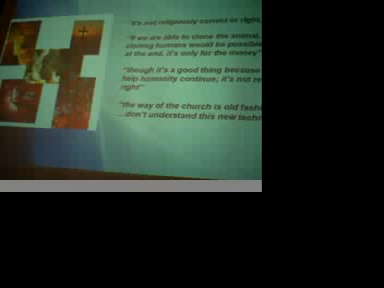 "It's not religiously correct or right,
"If we are able to clone the animal,
cloning humans would be possible
at the end, it's only for the money"
"though it's a good thing because
help humanity continue; it's not re
right"
"the way of the church is old fashi
...don't understand this new techn